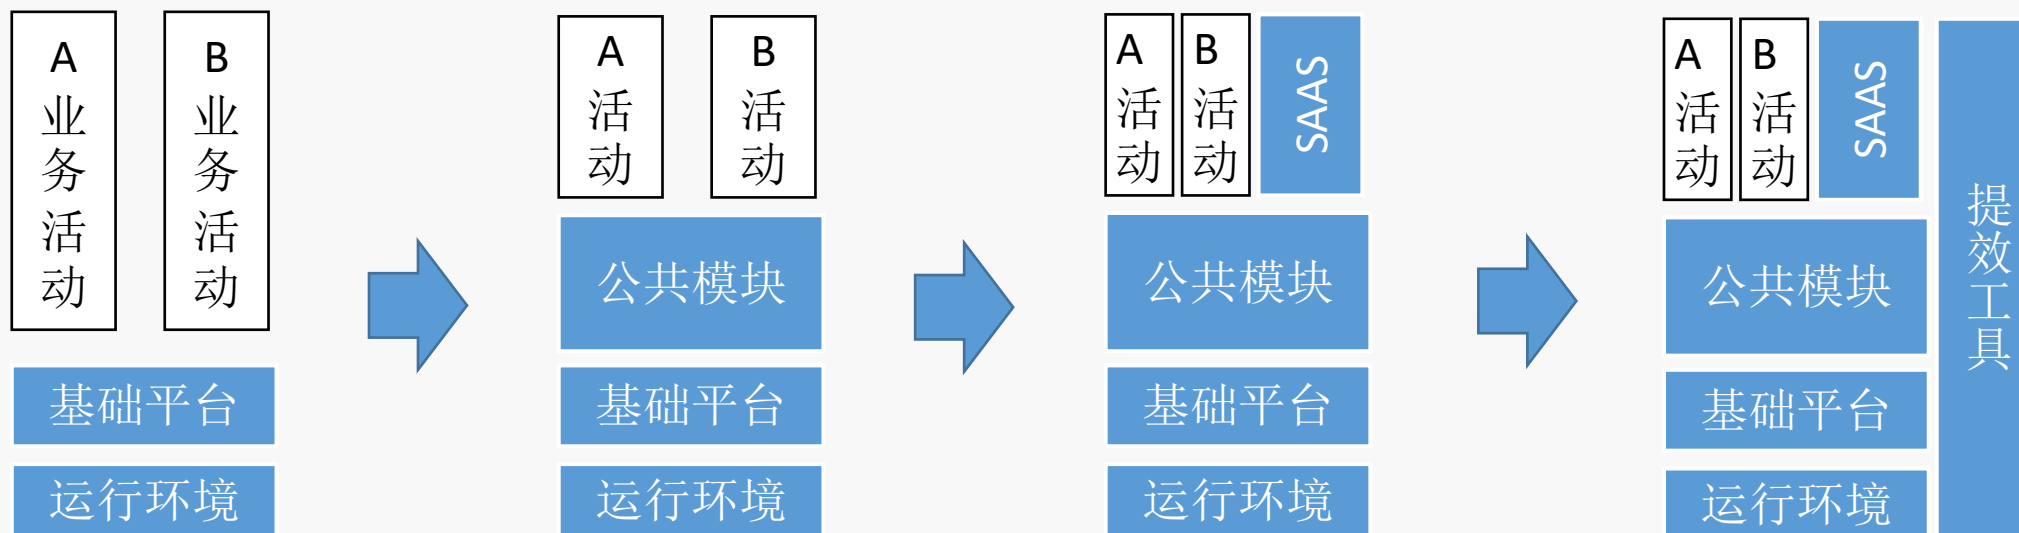 A业务活动
B业务活动
基础平台
运行环境
A活动
B活动
公共模块
基础平台
运行环境
A活动
B活动
SAAS
公共模块
基础平台
运行环境
A活动
B活动
SAAS
公共模块
基础平台
运行环境
提效工具